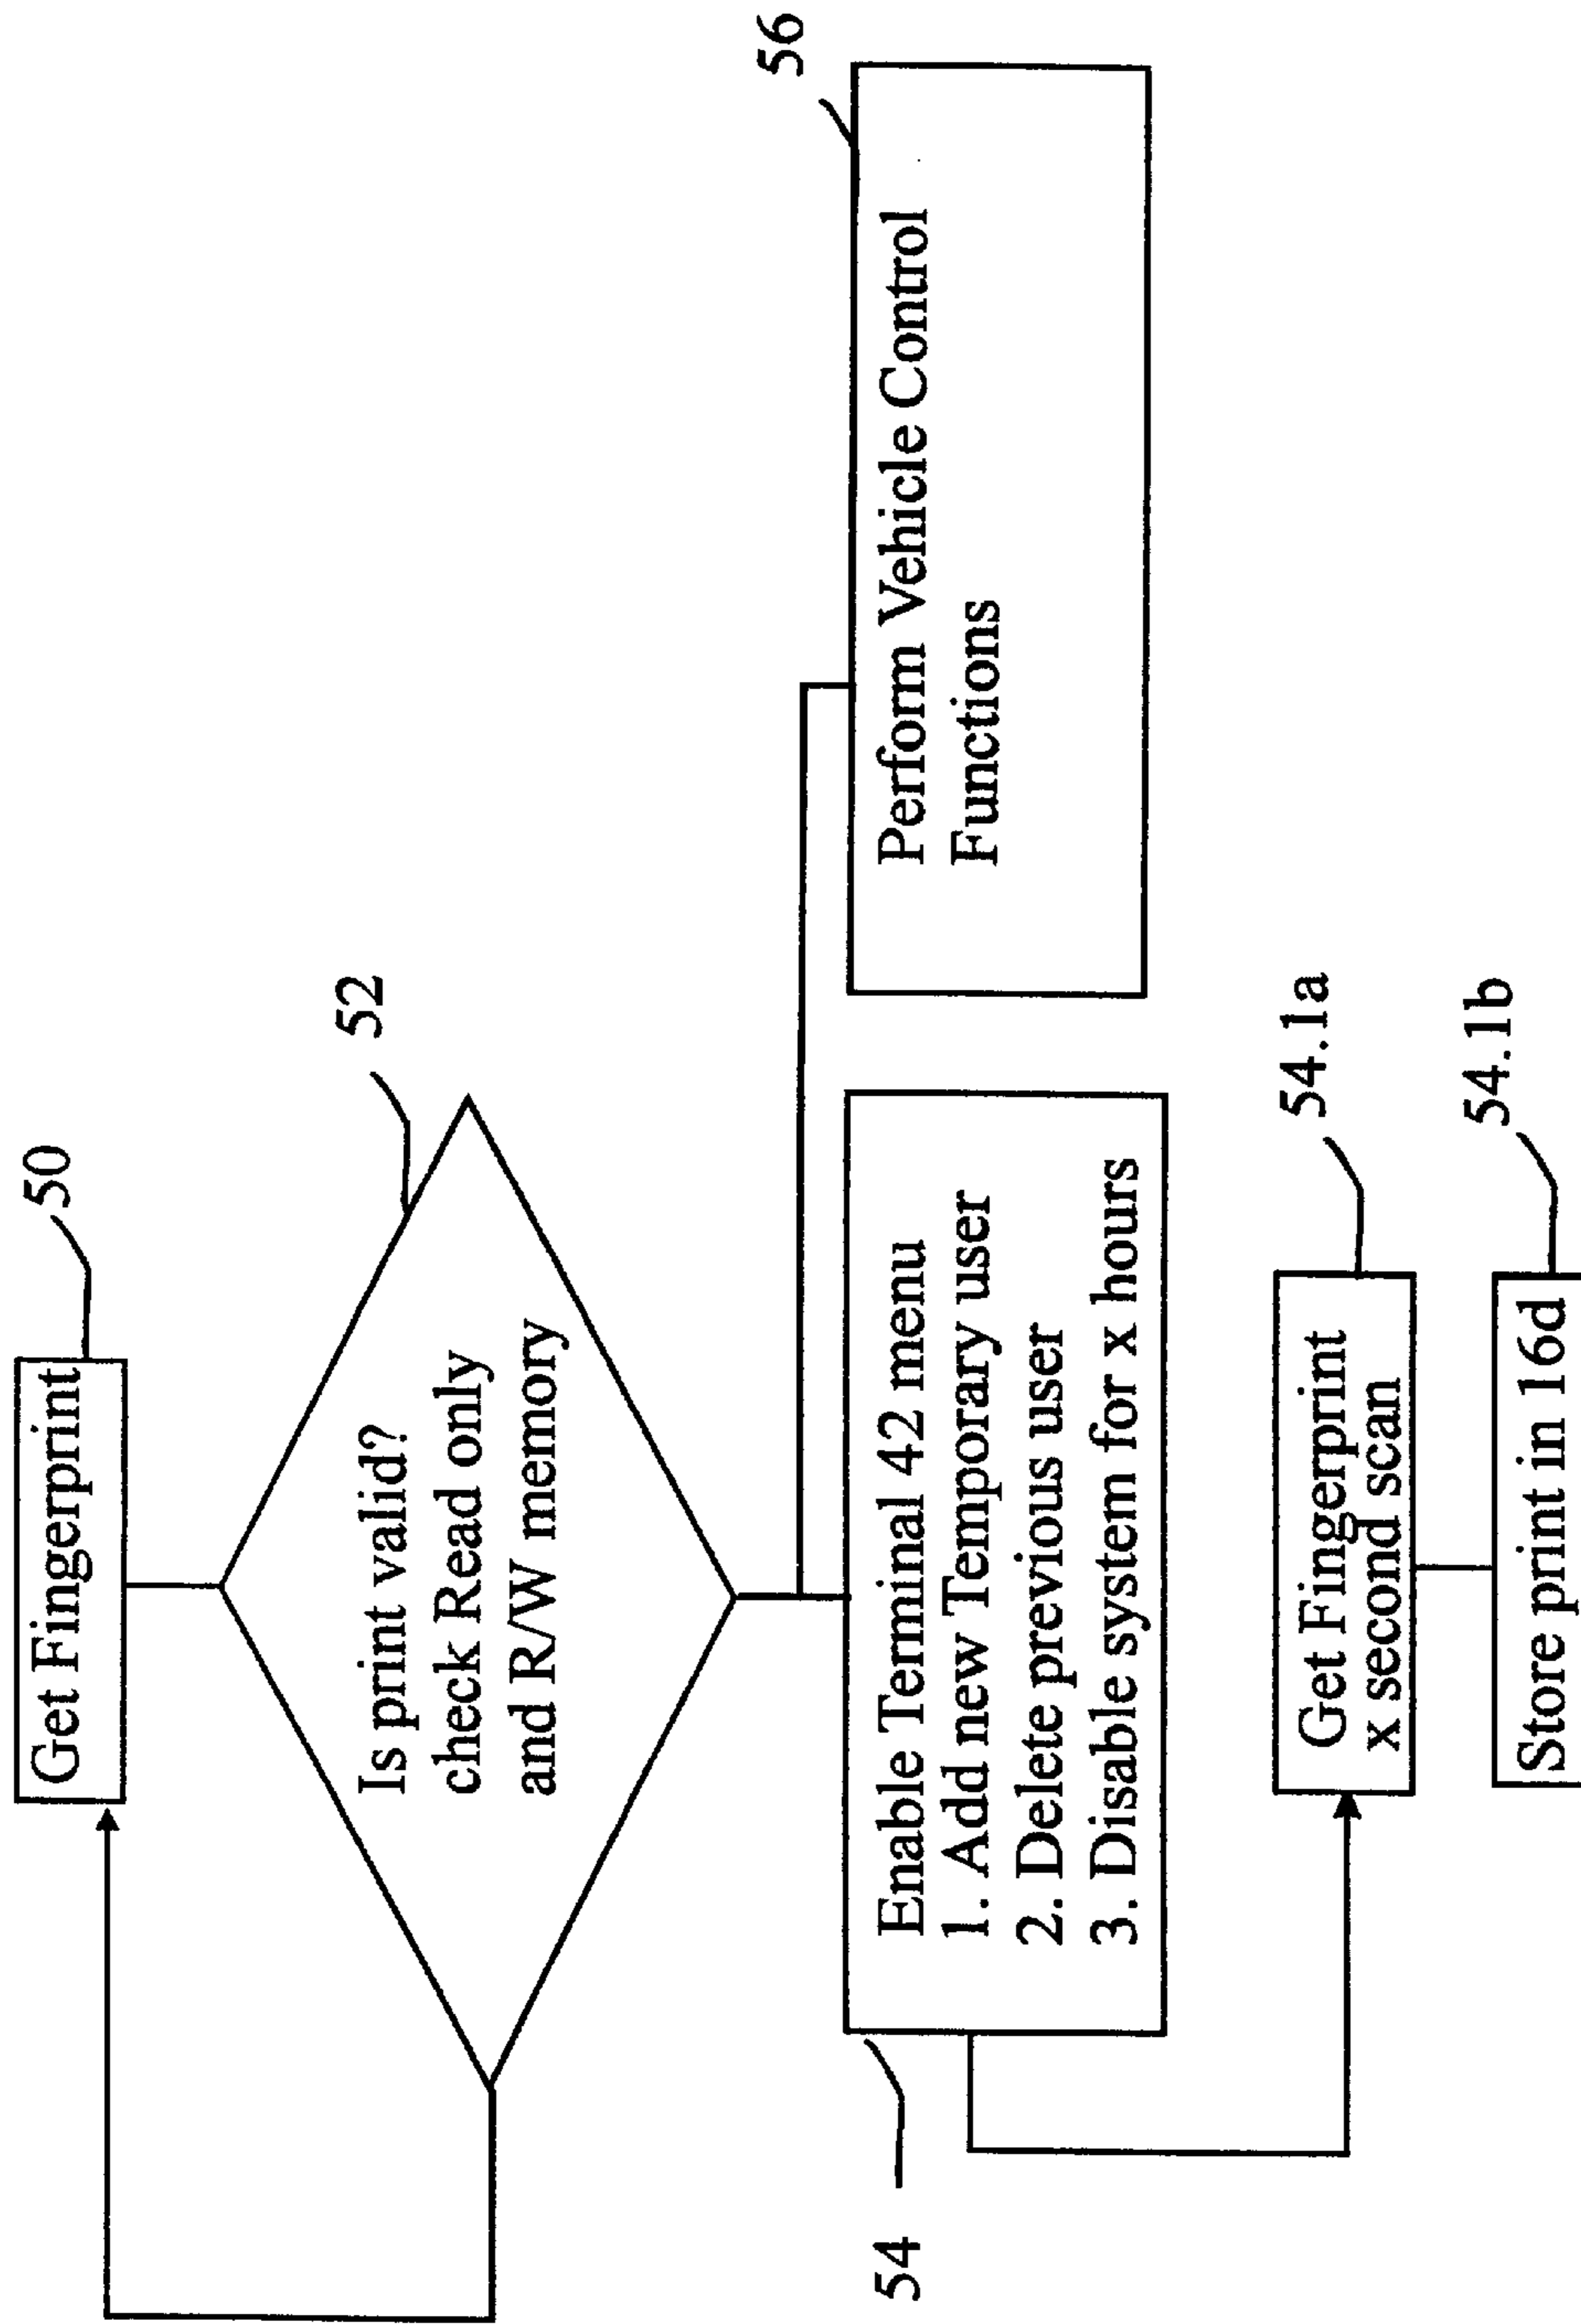 50
Get Fingerprint
52
Is print valid?
check Read only
and R/W memory
54
Enable Terminal 42 menu
1. Add new Temporary user
2. Delete previous user
3. Disable system for x hours
56
Perform Vehicle Control
Functions
54.1a
Get Fingerprint
x second scan
54.1b
Store print in 16d